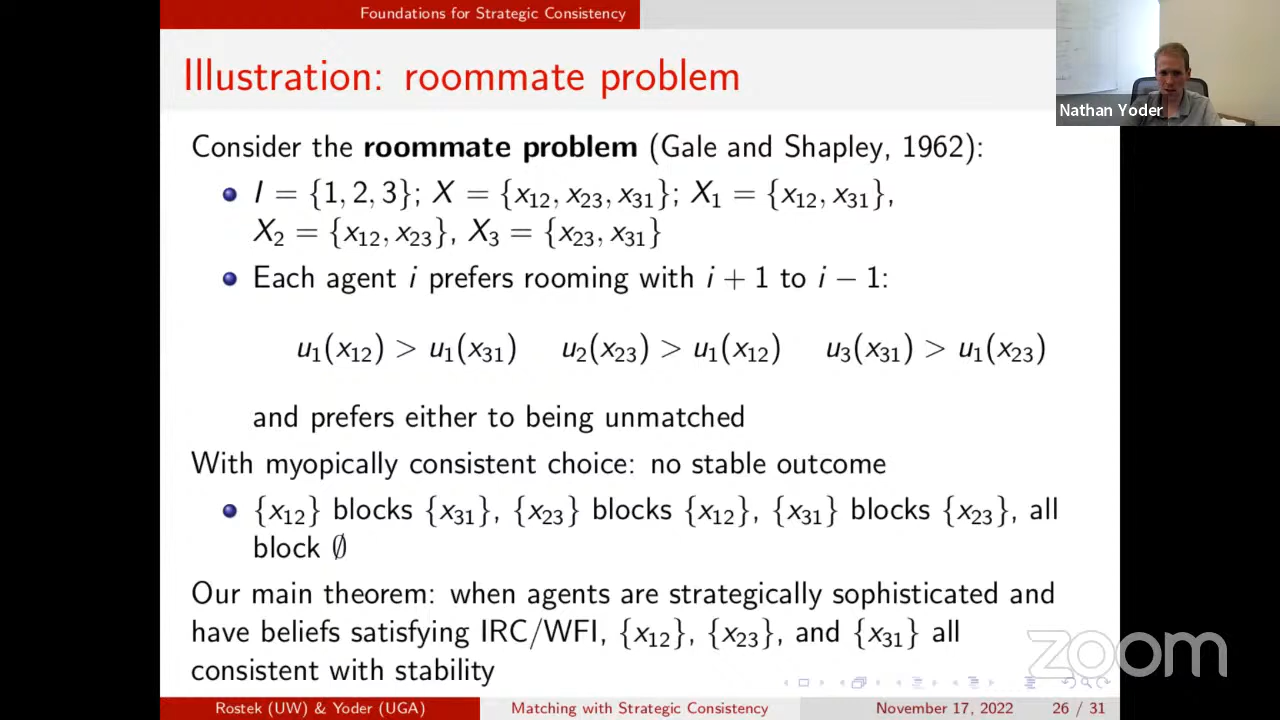 Foundations for Strategic Consistency
Illustration: roommate problem
Nathan Yoder
Consider the roommate problem (Gale and Shapley, 1962):
I = {1, 2, 3}; X = {x₁₂, x₂₃, x₃₁}; X₁ = {x₁₂, x₃₁},
X₂ = {x₁₂, x₂₃}, X₃ = {x₂₃, x₃₁}
Each agent i prefers rooming with i + 1 to i − 1:
u₁(x₁₂) > u₁(x₃₁) u₂(x₂₃) > u₁(x₁₂) u₃(x₃₁) > u₁(x₂₃)
and prefers either to being unmatched
With myopically consistent choice: no stable outcome
{x₁₂} blocks {x₃₁}, {x₂₃} blocks {x₁₂}, {x₃₁} blocks {x₂₃}, all
block ∅
Our main theorem: when agents are strategically sophisticated and
have beliefs satisfying IRC/WFI, {x₁₂}, {x₂₃}, and {x₃₁} all
consistent with stability
zoom
Rostek (UW) & Yoder (UGA) Matching with Strategic Consistency November 17, 2022 26 / 31